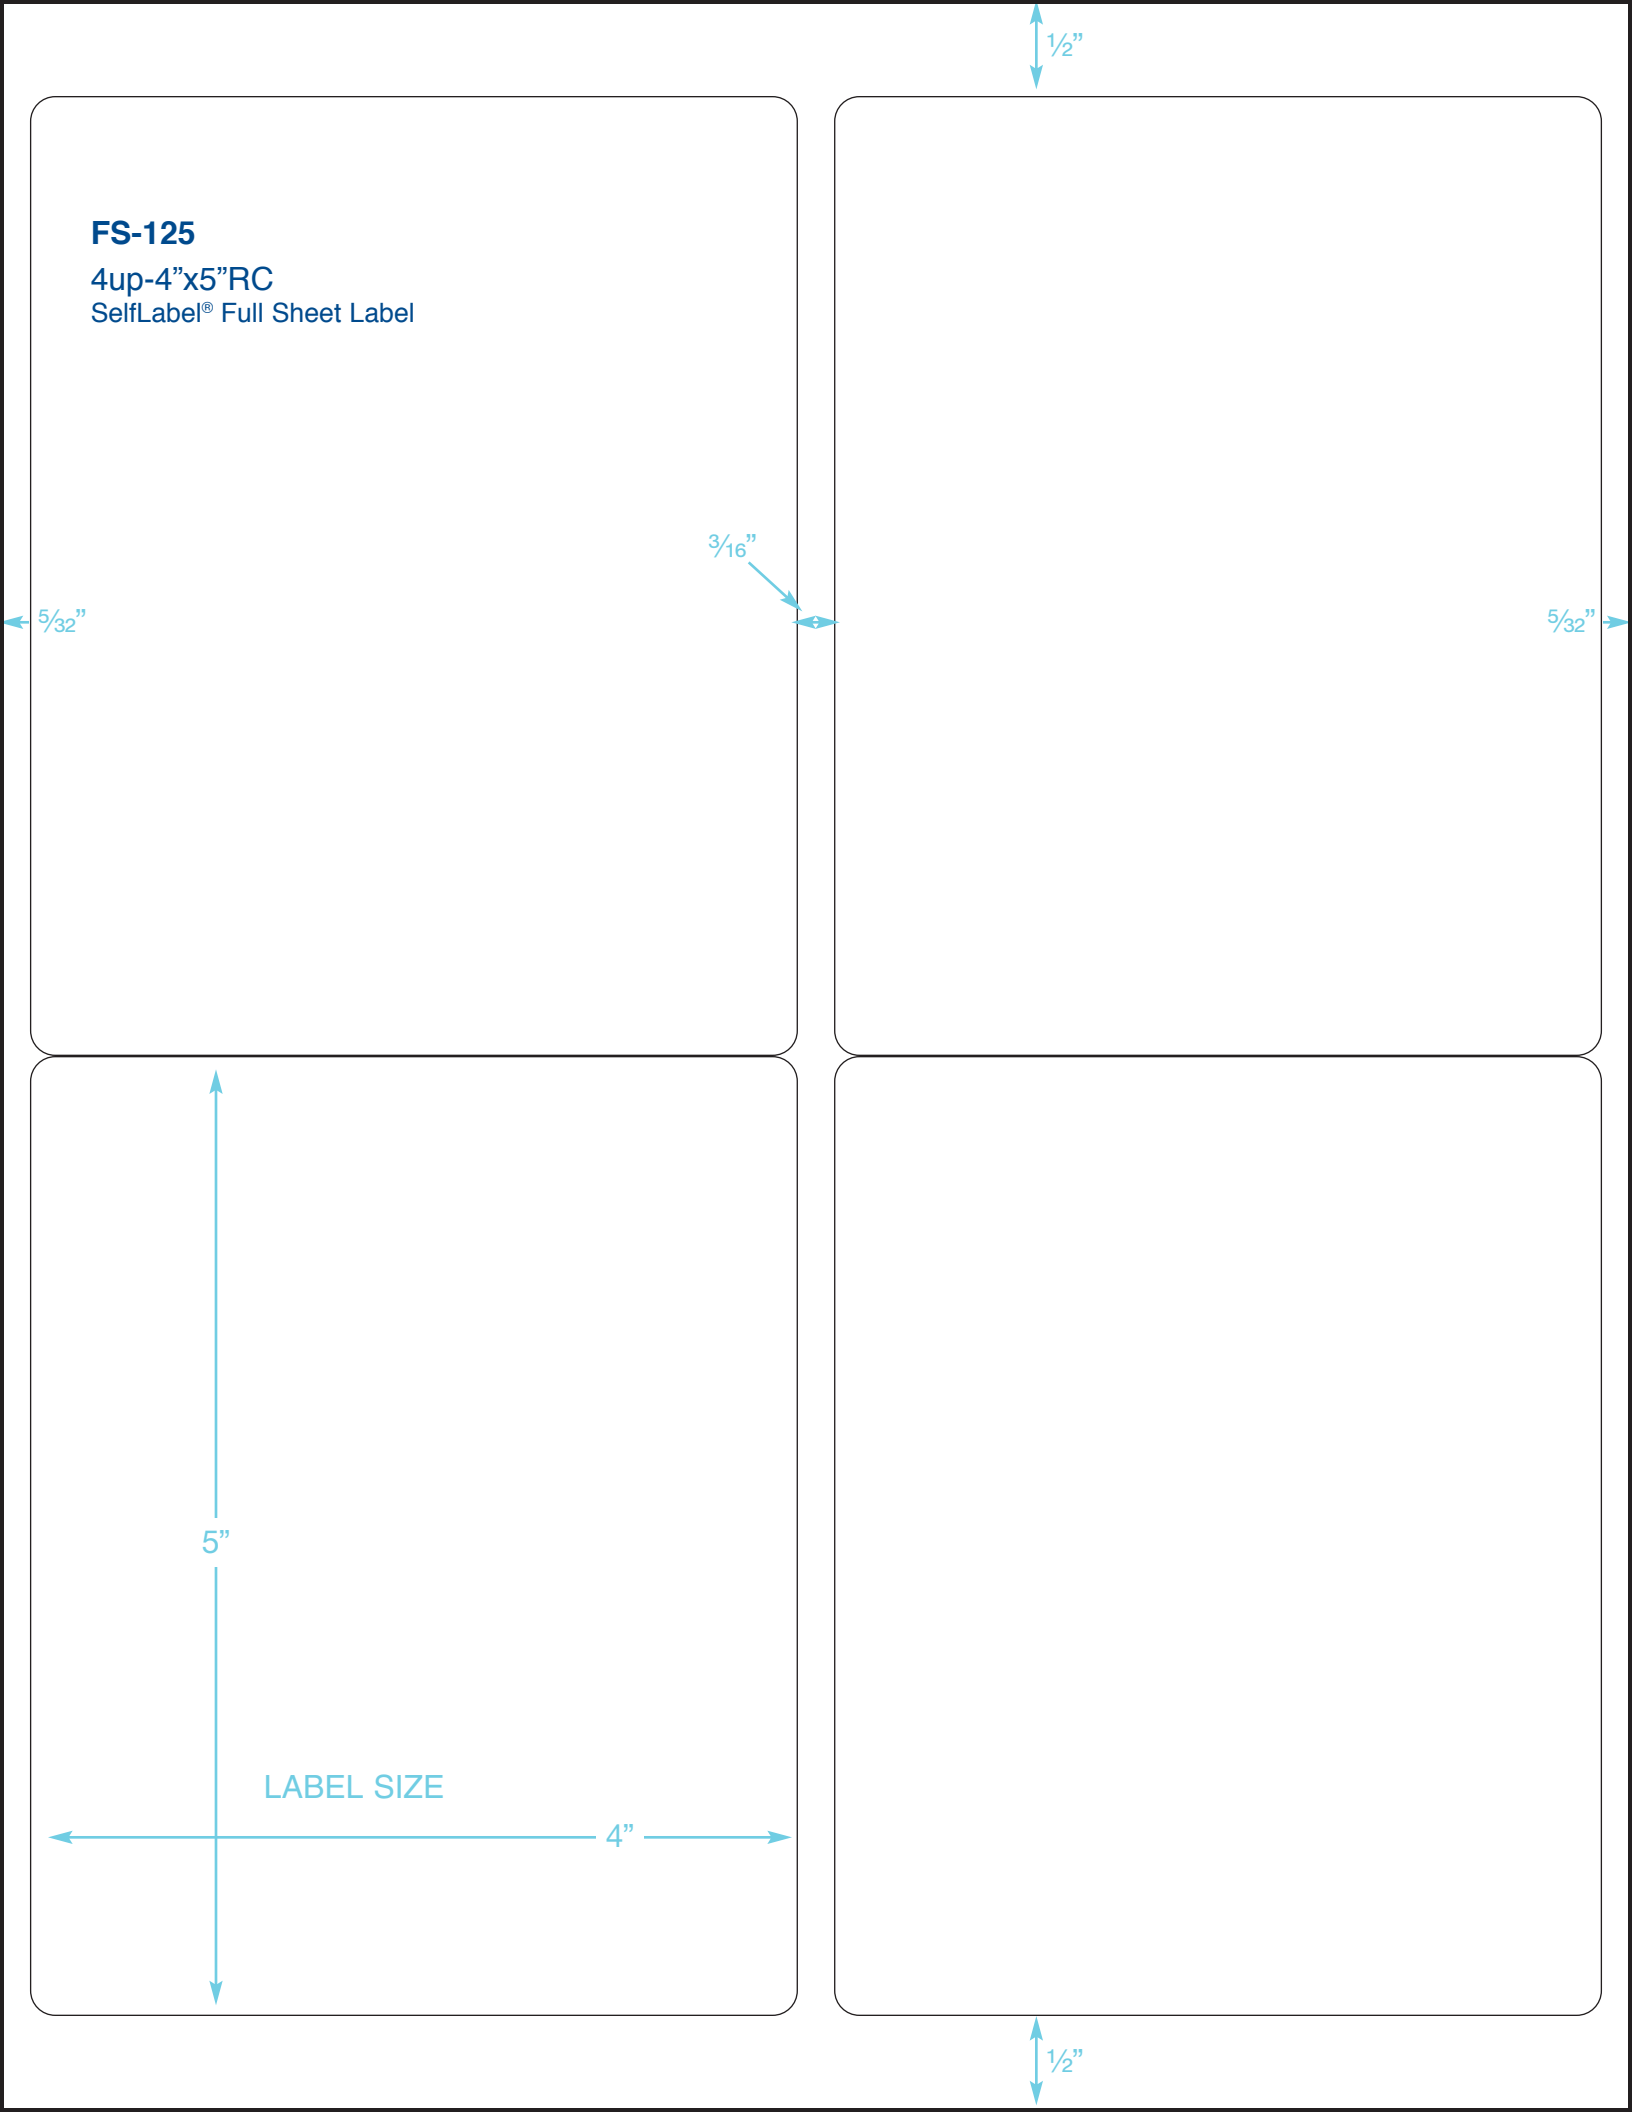 ½”
FS-125
4up-4”x5”RC
SelfLabel® Full Sheet Label
3⁄16”
5⁄32”
5⁄32”
5”
LABEL SIZE
4”
½”